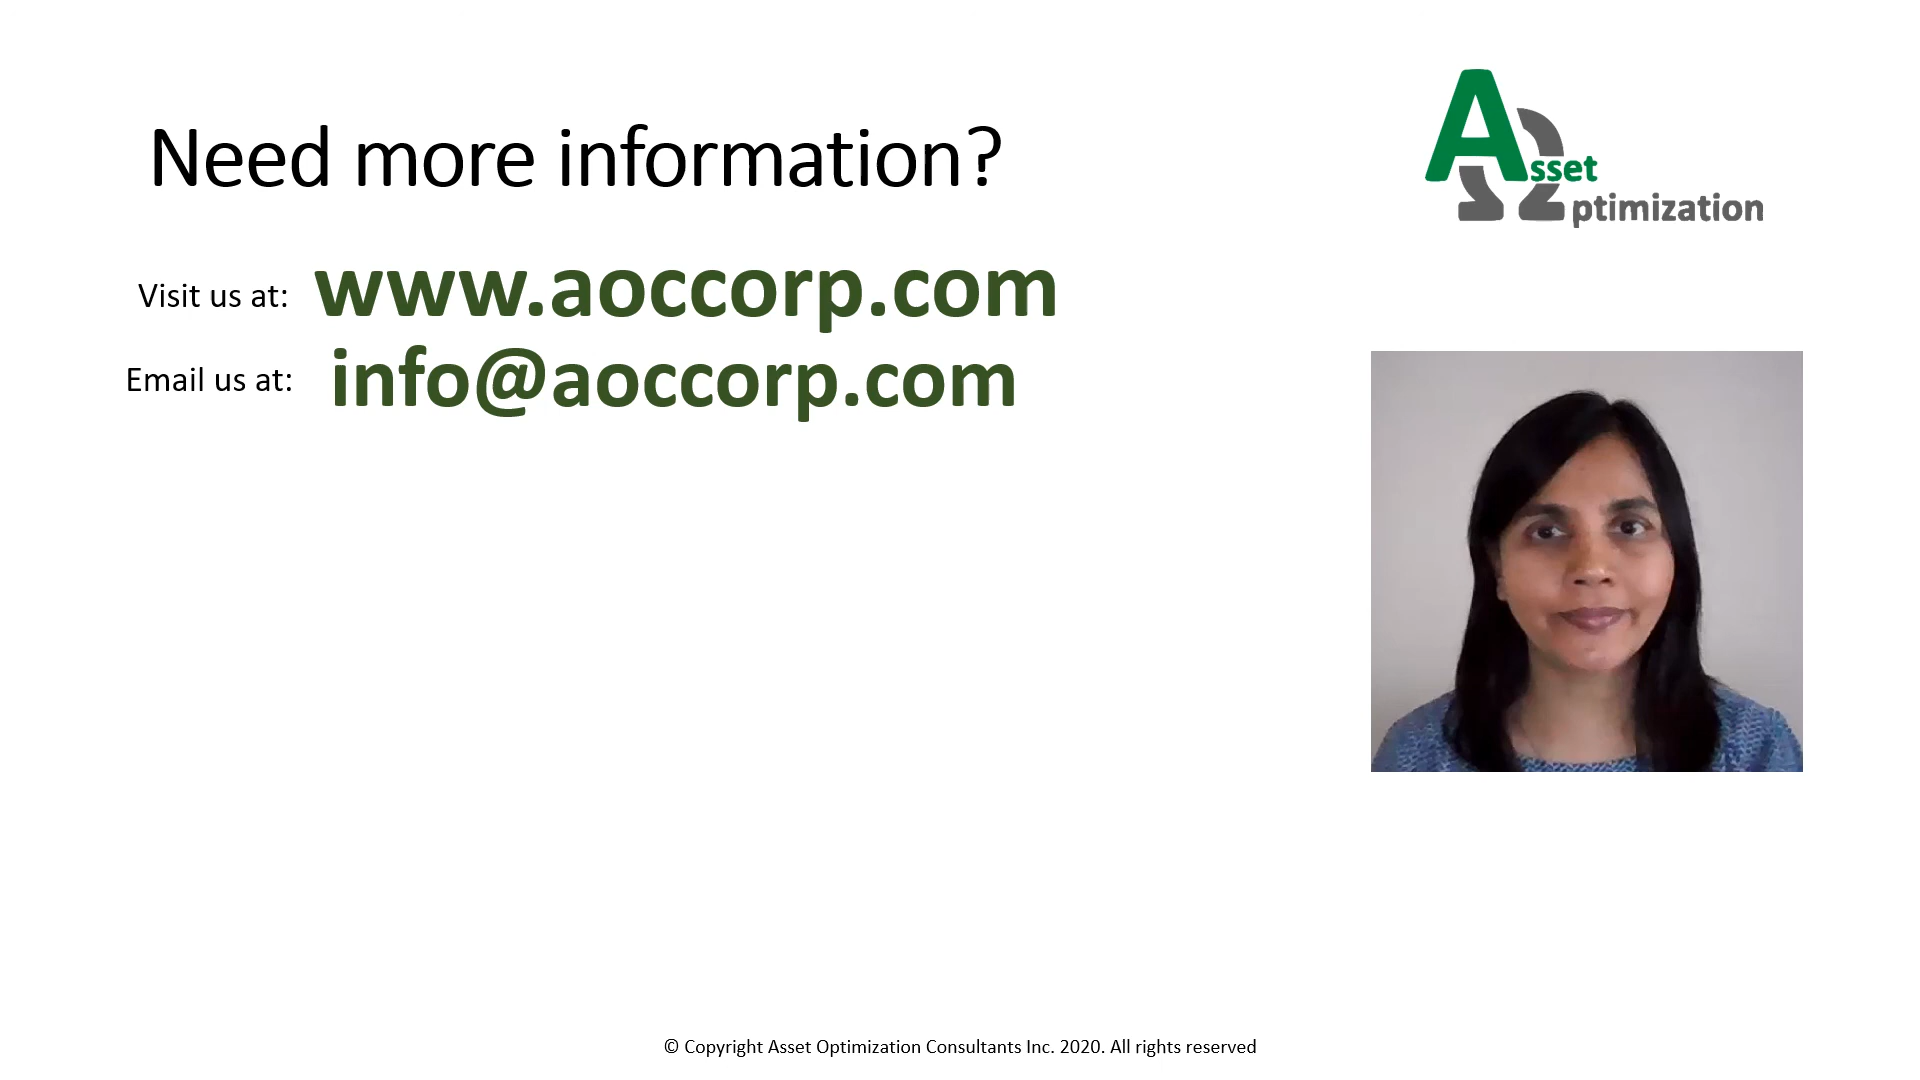 Need more information?
Asset
Ωptimization
Visit us at: www.aoccorp.com
Email us at: info@aoccorp.com
© Copyright Asset Optimization Consultants Inc. 2020. All rights reserved